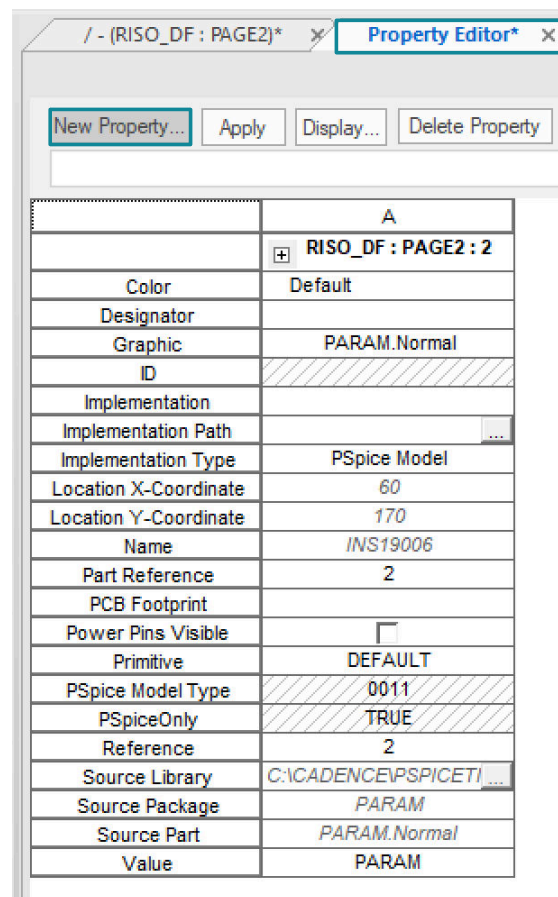 / - (RISO_DF : PAGE2)*
Property Editor*
New Property... Apply Display... Delete Property
A
RISO_DF : PAGE2 : 2
Color Default
Designator
Graphic PARAM.Normal
ID
Implementation
Implementation Path ...
Implementation Type PSpice Model
Location X-Coordinate 60
Location Y-Coordinate 170
Name INS19006
Part Reference 2
PCB Footprint
Power Pins Visible
Primitive DEFAULT
PSpice Model Type 0011
PSpiceOnly TRUE
Reference 2
Source Library C:\CADENCE\PSPICETI ...
Source Package PARAM
Source Part PARAM.Normal
Value PARAM